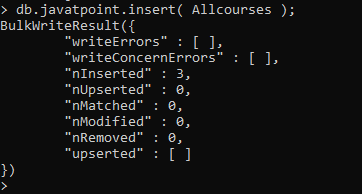 > db.javatpoint.insert( Allcourses );
BulkWriteResult({
        "writeErrors" : [ ],
        "writeConcernErrors" : [ ],
        "nInserted" : 3,
        "nUpserted" : 0,
        "nMatched" : 0,
        "nModified" : 0,
        "nRemoved" : 0,
        "upserted" : [ ]
})
>